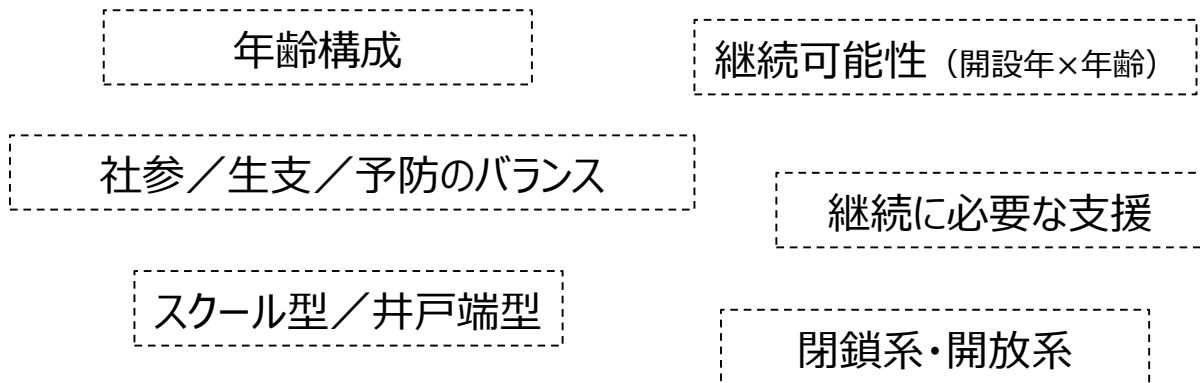 年齢構成
継続可能性（開設年×年齢）
社参／生支／予防のバランス
継続に必要な支援
スクール型／井戸端型
閉鎖系・開放系